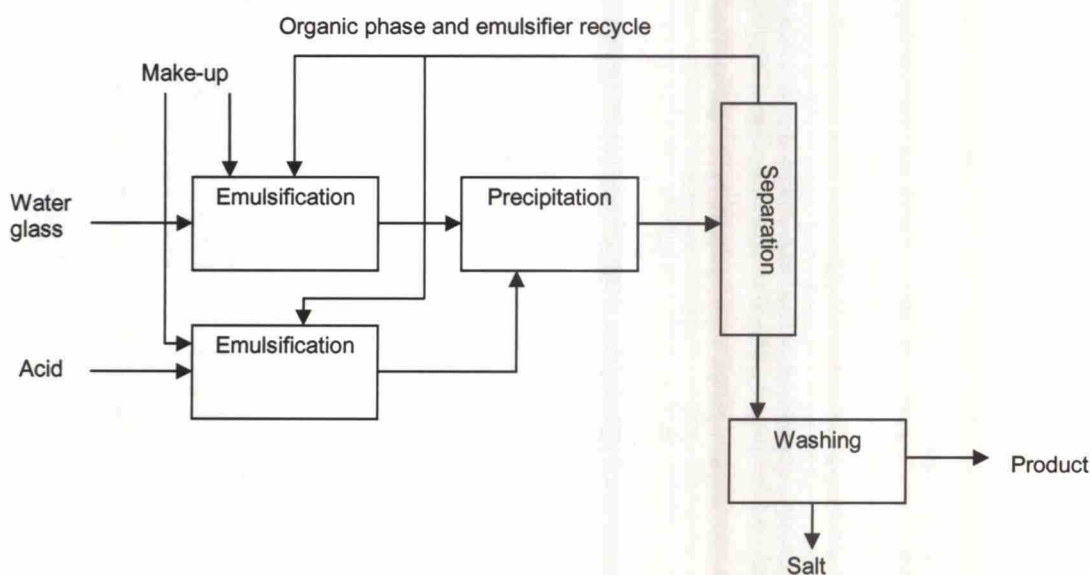 Organic phase and emulsifier recycle
Make-up
Emulsification
Precipitation
Separation
Water
glass
Emulsification
Acid
Washing
Product
Salt